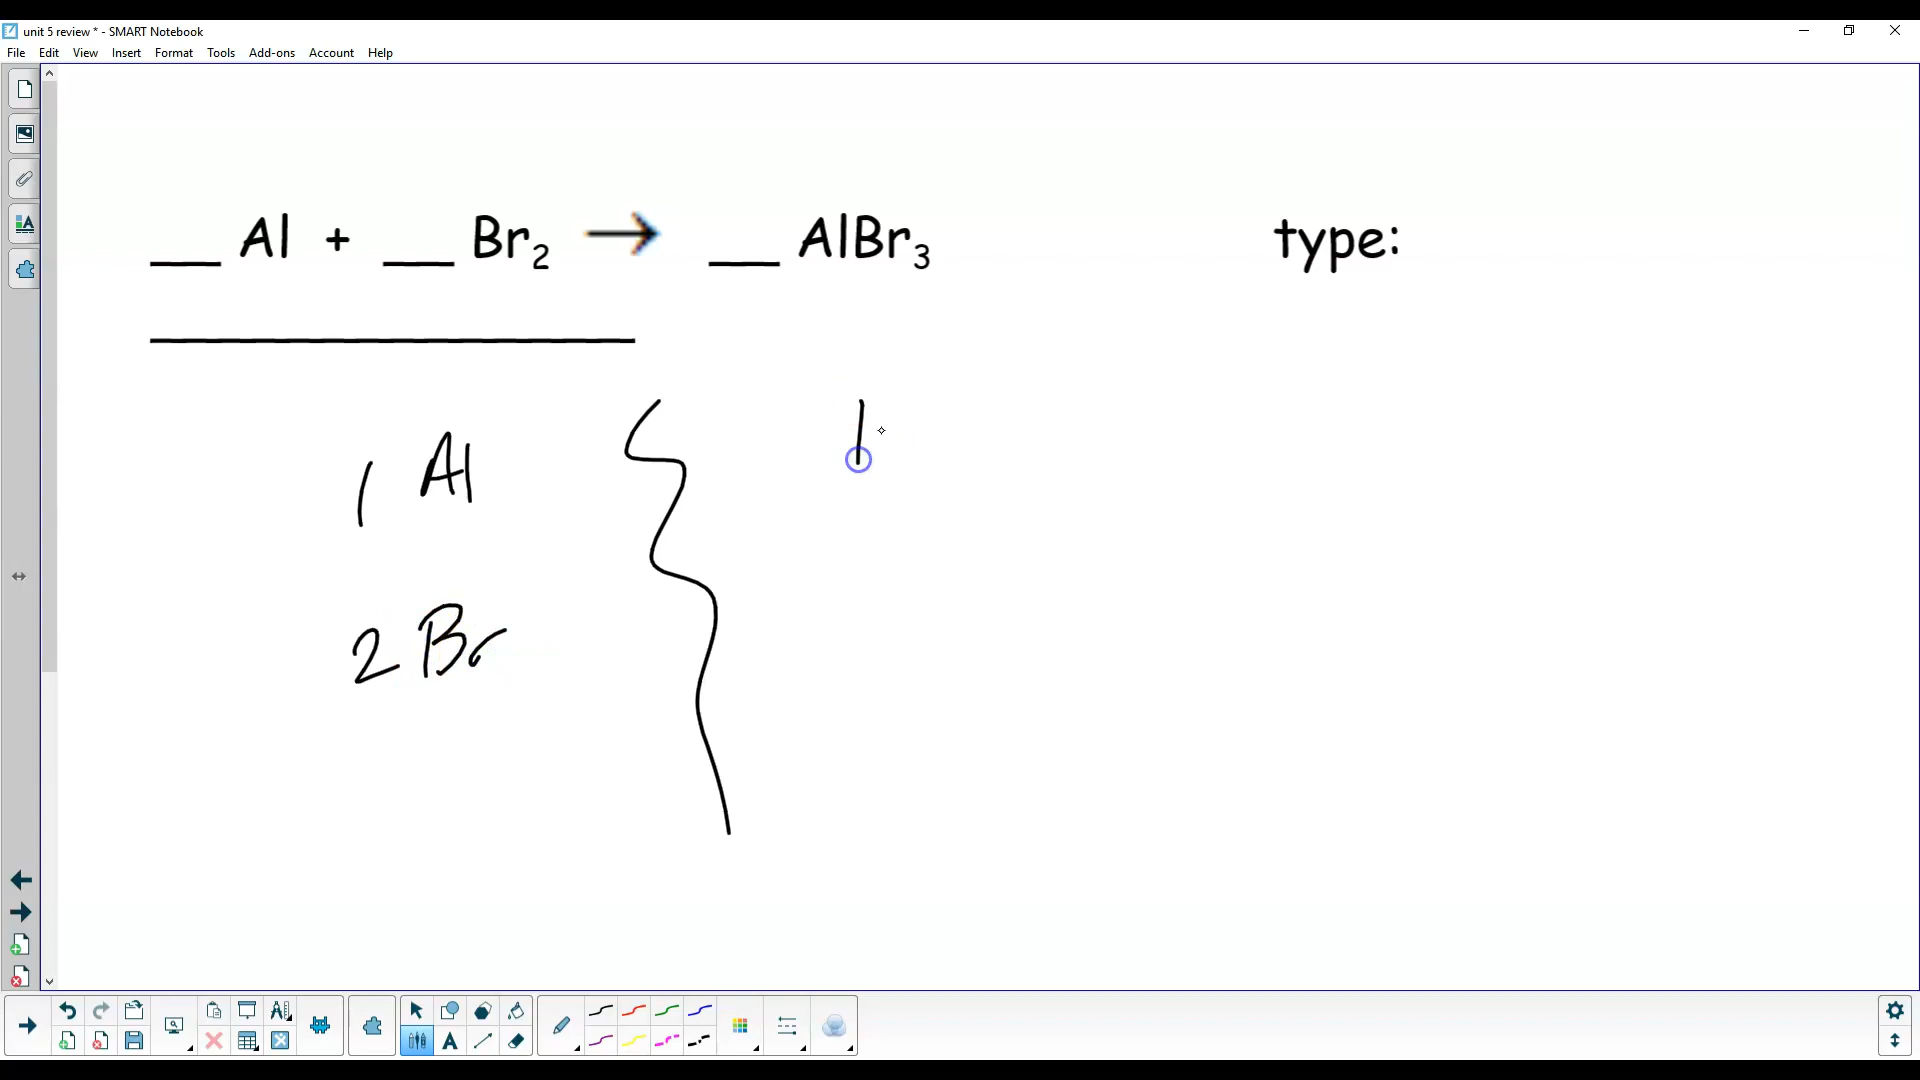 unit 5 review * - SMART Notebook
File Edit View Insert Format Tools Add-ons Account Help
__ Al + __ Br₂ → __ AlBr₃ type:
______________
1 Al 1
2 Br